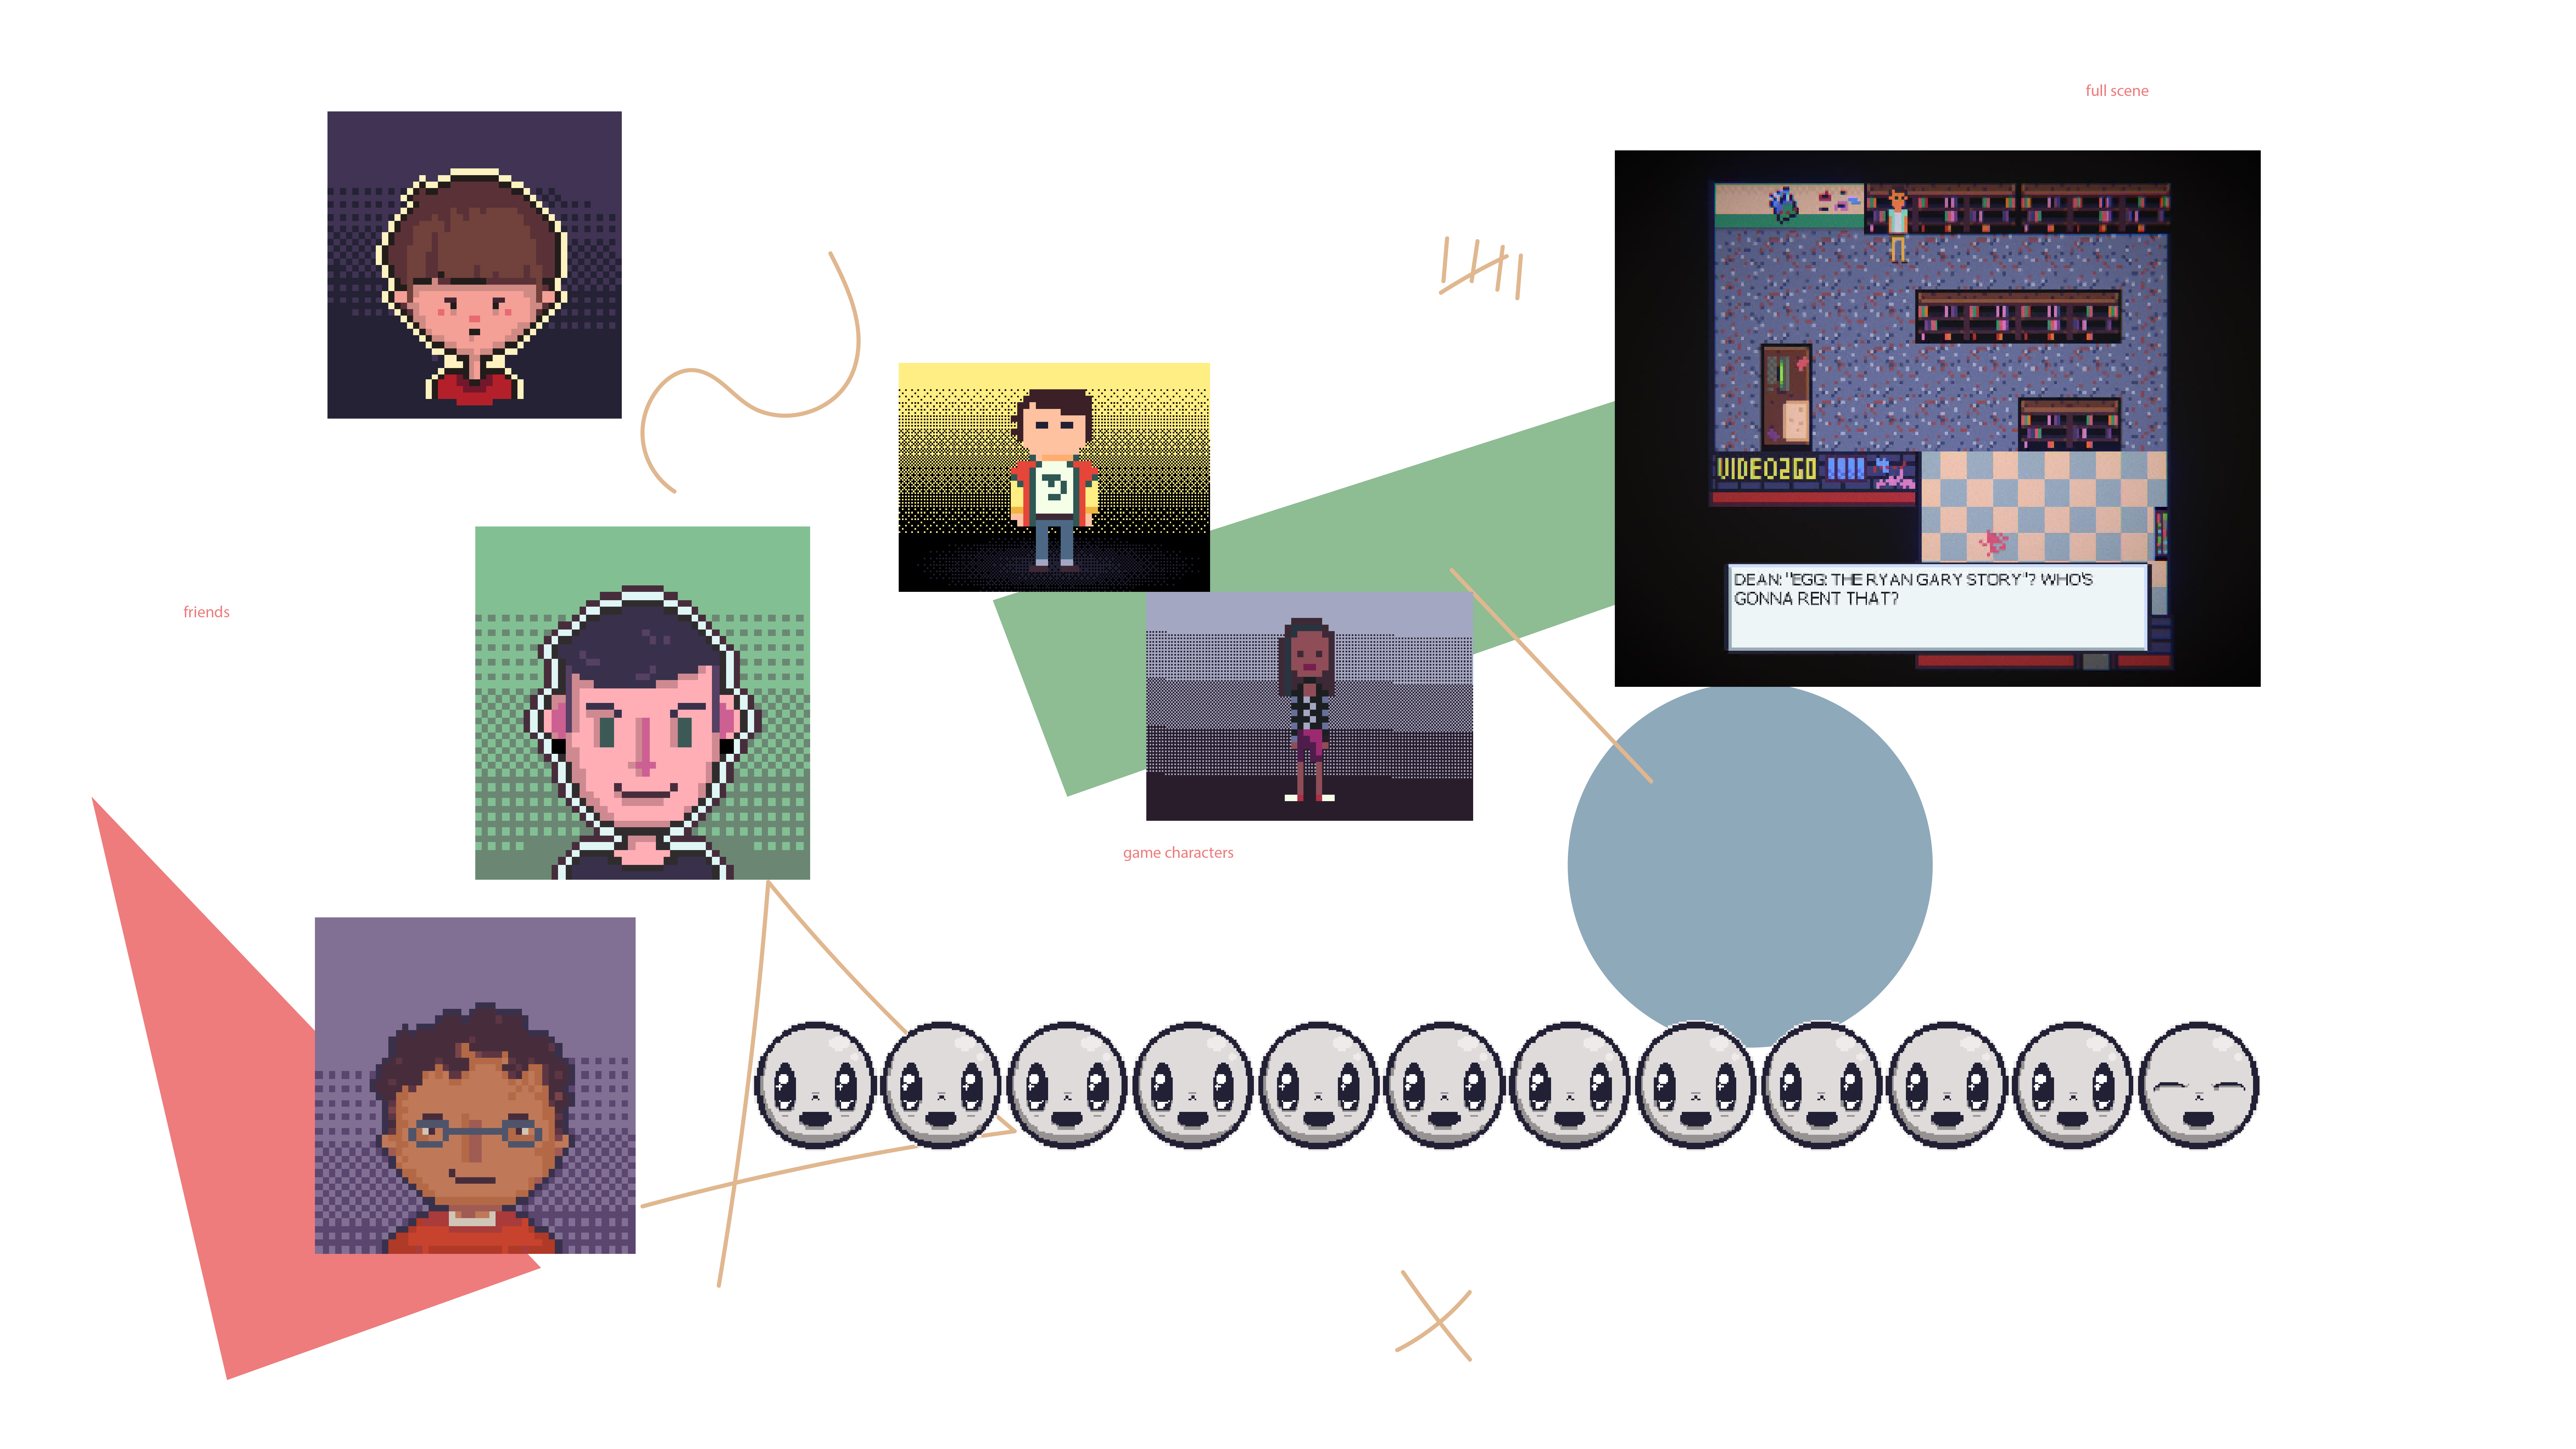 full scene
VIDEO2GO
DEAN: "EGG: THE RYAN GARY STORY"? WHO'S
GONNA RENT THAT?
friends
game characters